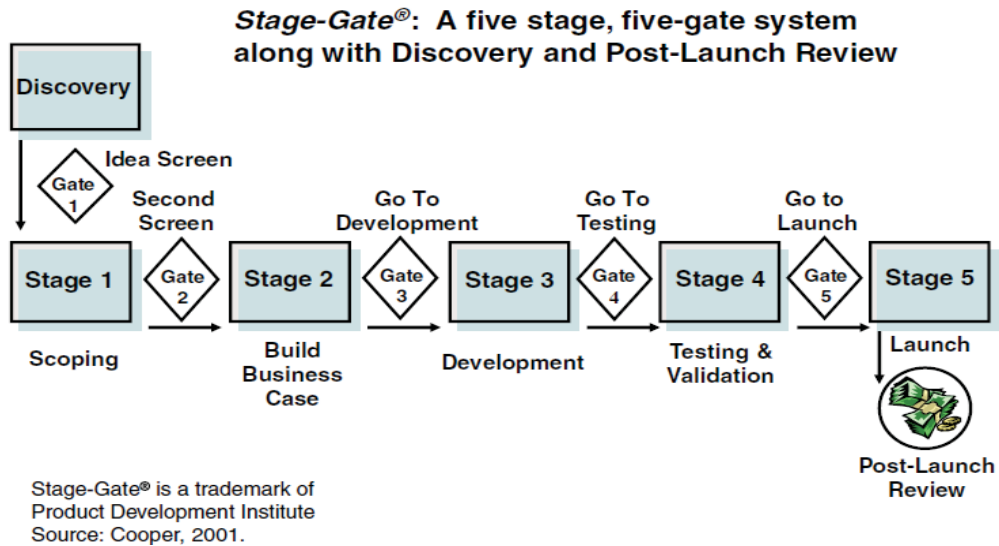 Stage-Gate®: A five stage, five-gate system
along with Discovery and Post-Launch Review
Discovery
Idea Screen
Gate
1
Second
Screen
Go To
Development
Go To
Testing
Go to
Launch
Stage 1
Gate
2
Stage 2
Gate
3
Stage 3
Gate
4
Stage 4
Gate
5
Stage 5
Scoping
Build
Business
Case
Development
Testing &
Validation
Launch
Post-Launch
Review
Stage-Gate® is a trademark of
Product Development Institute
Source: Cooper, 2001.